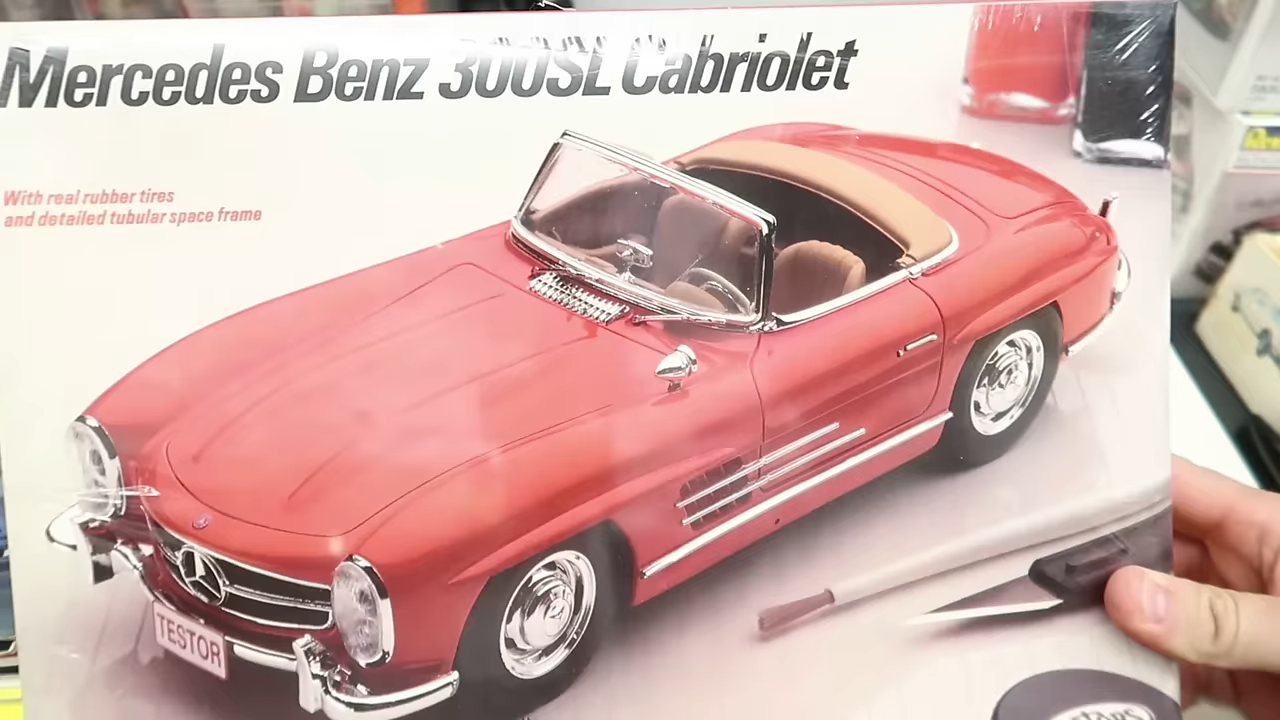 Mercedes Benz 300SL Cabriolet
With real rubber tires
and detailed tubular space frame
TESTOR